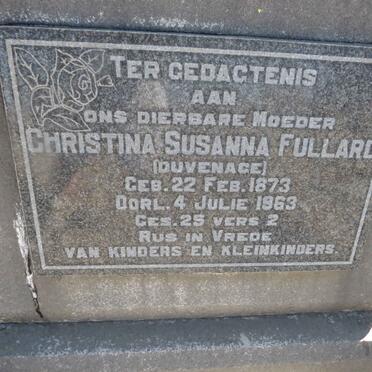 TER GEDAGTENIS
AAN
ONS DIERBARE MOEDER
CHRISTINA SUSANNA FULLARD
(DUVENAGE)
GEB. 22 FEB. 1873
OORL. 4 JULIE 1963
GES. 25 VERS 2
RUS IN VREDE
VAN KINDERS EN KLEINKINDERS.